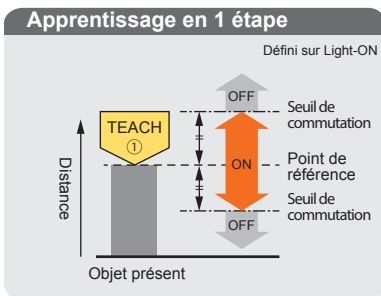 Apprentissage en 1 étape
Défini sur Light-ON
OFF
Seuil de
commutation
TEACH
①
ON
Point de
référence
Distance
Seuil de
commutation
OFF
Objet présent